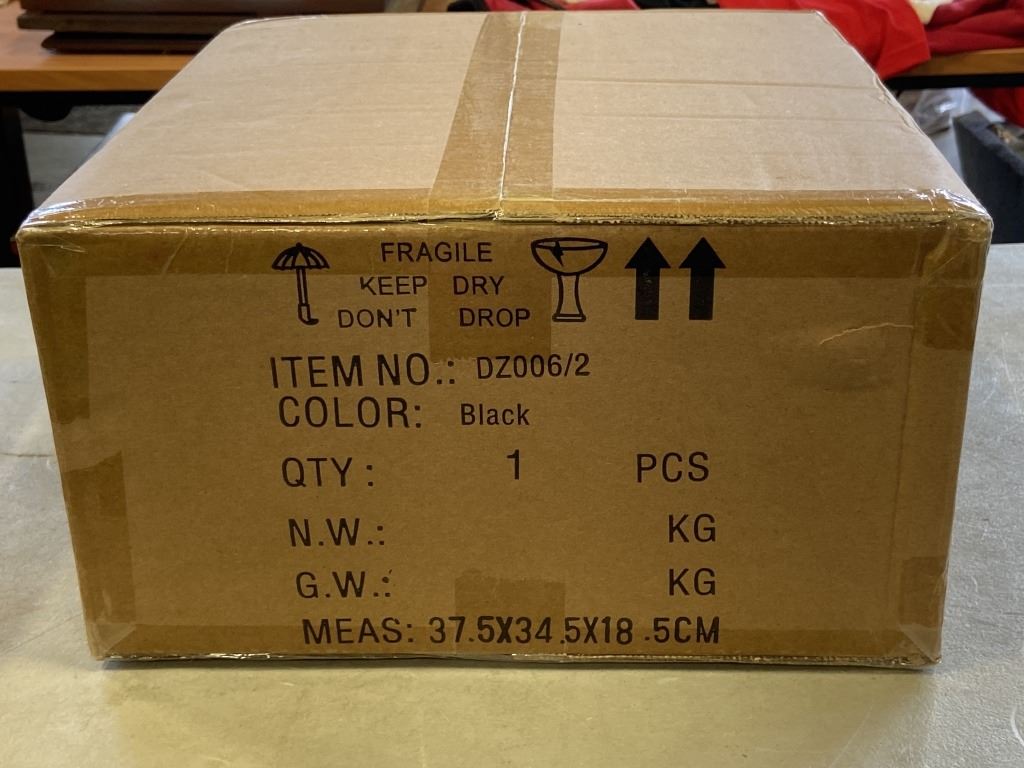 FRAGILE
KEEP DRY
DON'T DROP
ITEM NO.: DZ006/2
COLOR: Black
QTY: 1 PCS
N.W.: KG
G.W.: KG
MEAS: 37.5X34.5X18.5CM